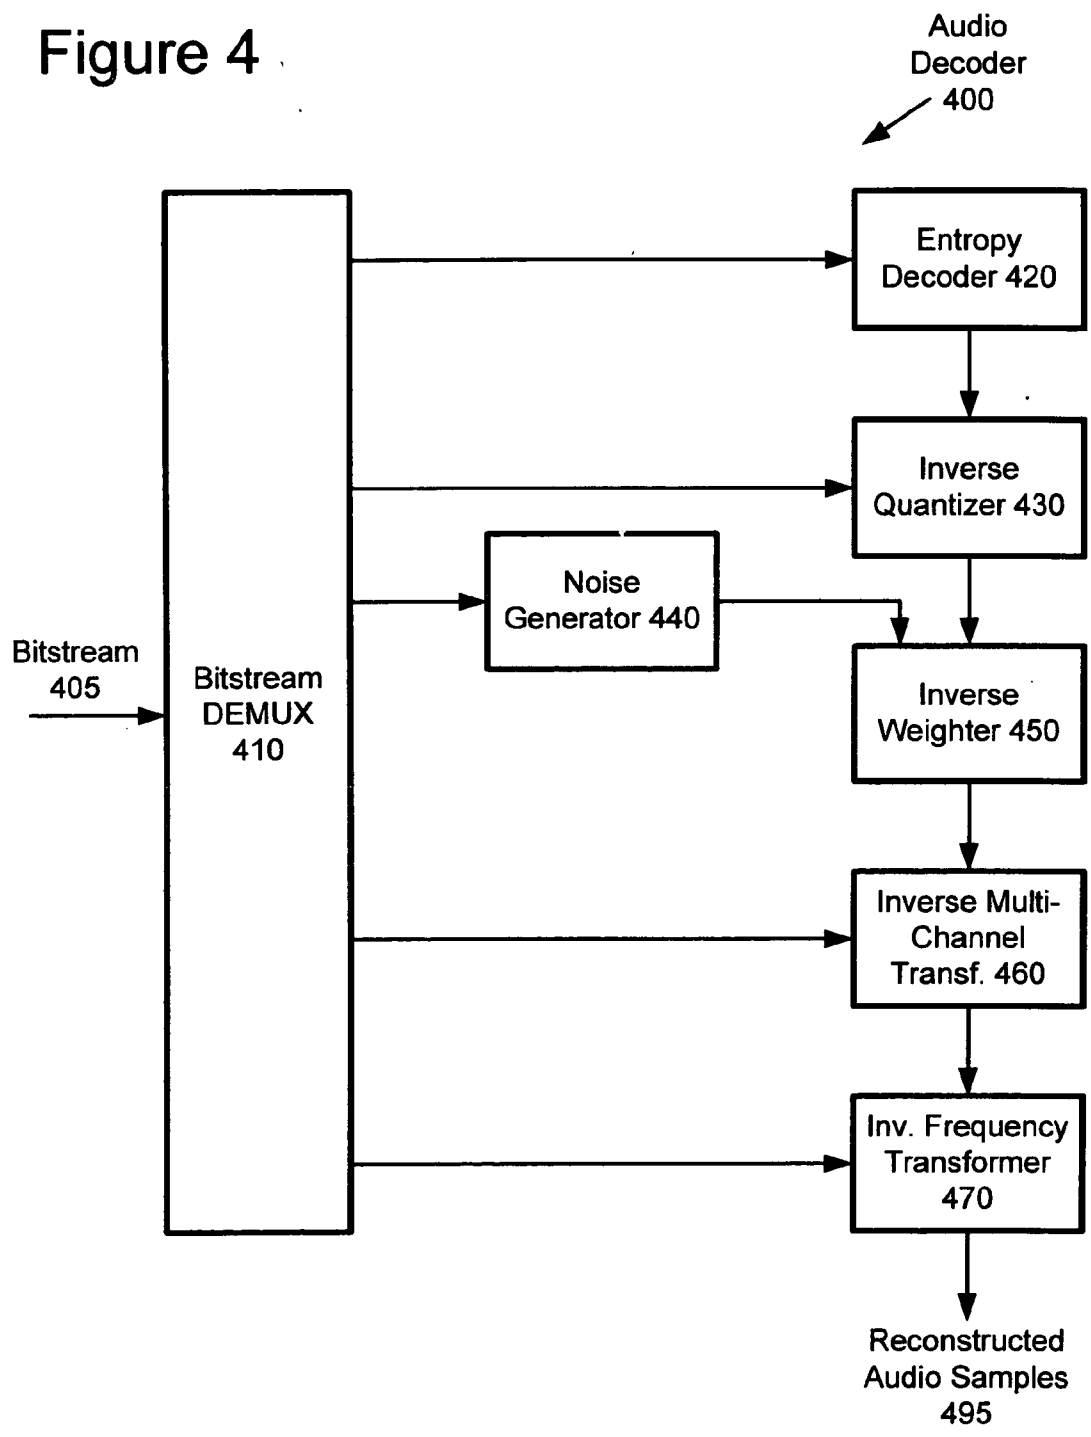 Figure 4
Audio
Decoder
400
Entropy
Decoder 420
Inverse
Quantizer 430
Noise
Generator 440
Bitstream
405
Bitstream
DEMUX
410
Inverse
Weighter 450
Inverse Multi-
Channel
Transf. 460
Inv. Frequency
Transformer
470
Reconstructed
Audio Samples
495